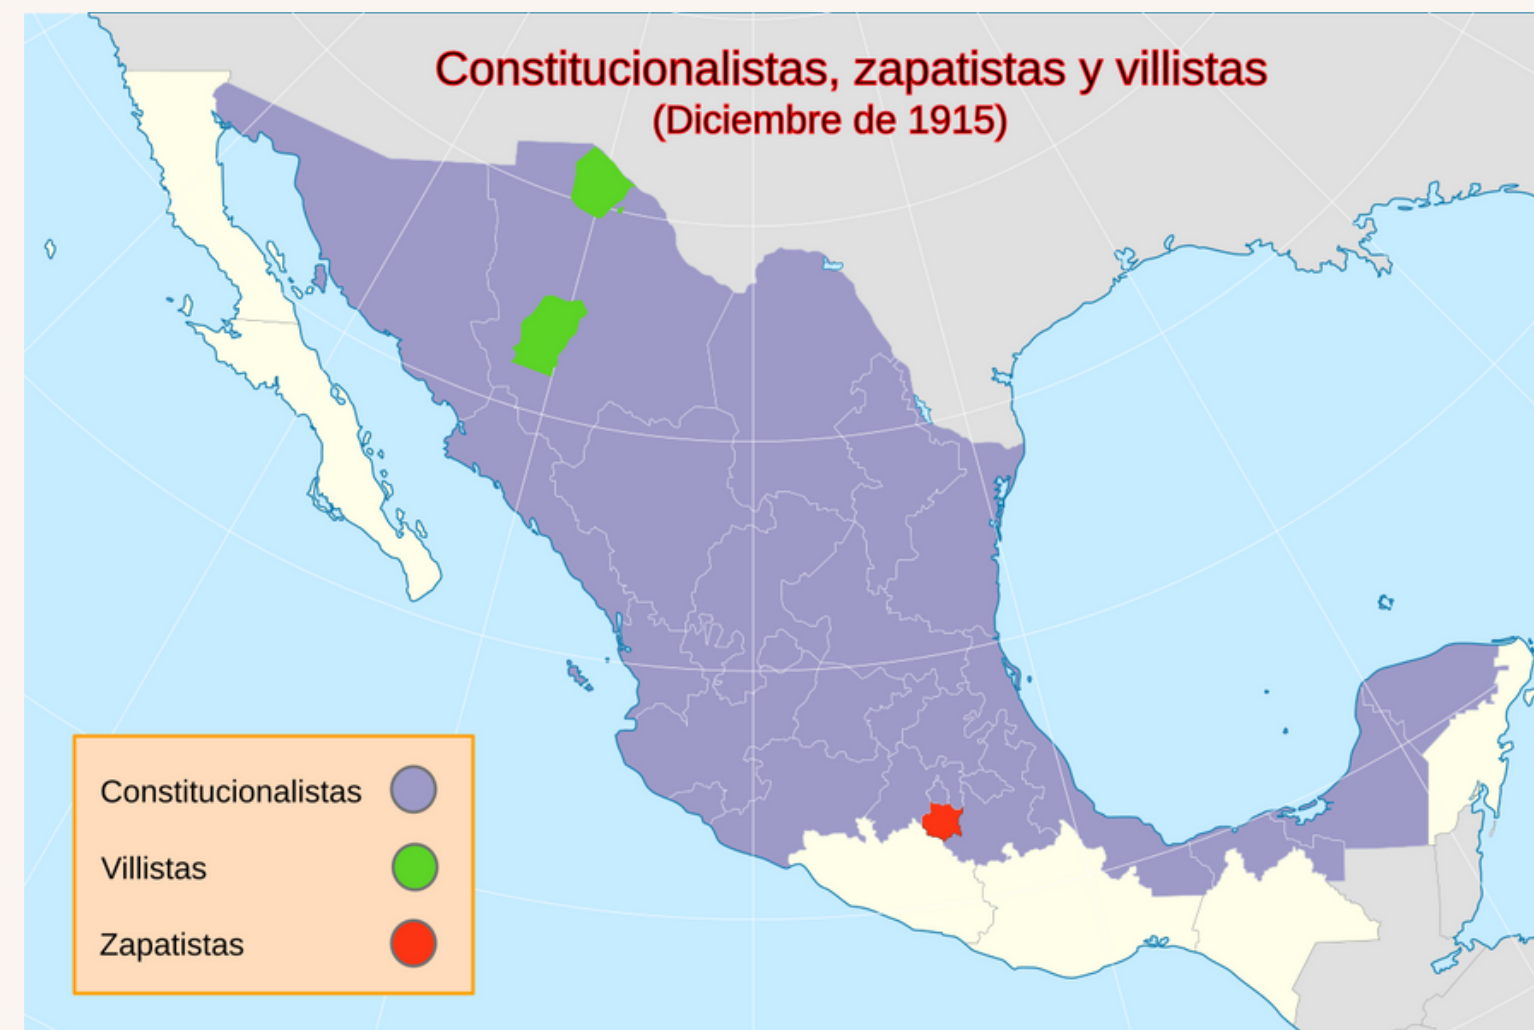 Constitucionalistas, zapatistas y villistas
(Diciembre de 1915)
Constitucionalistas
Villistas
Zapatistas